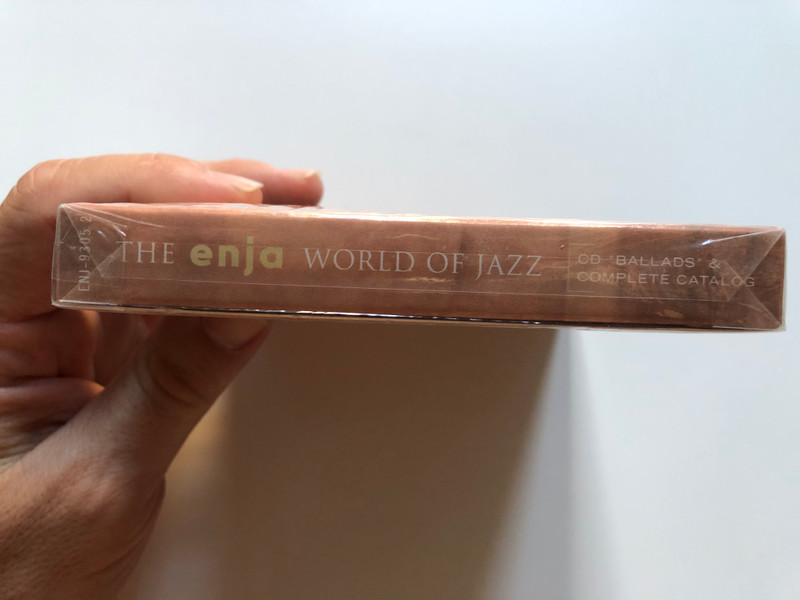 ENJ-9305 2
THE enja WORLD OF JAZZ
CD "BALLADS" &
COMPLETE CATALOG